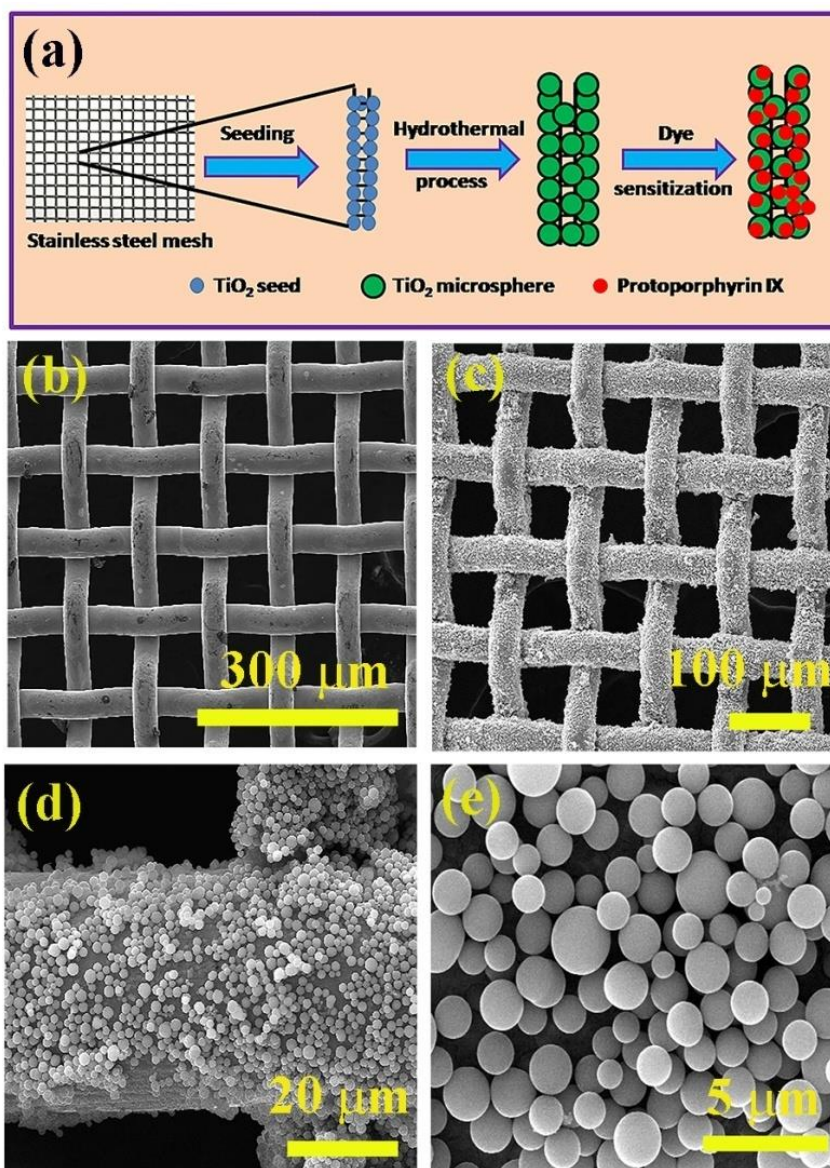 (a)
Seeding
Hydrothermal
process
Dye
sensitization
Stainless steel mesh
TiO₂ seed
TiO₂ microsphere
Protoporphyrin IX
(b)
300 μm
(c)
100 μm
(d)
20 μm
(e)
5 μm